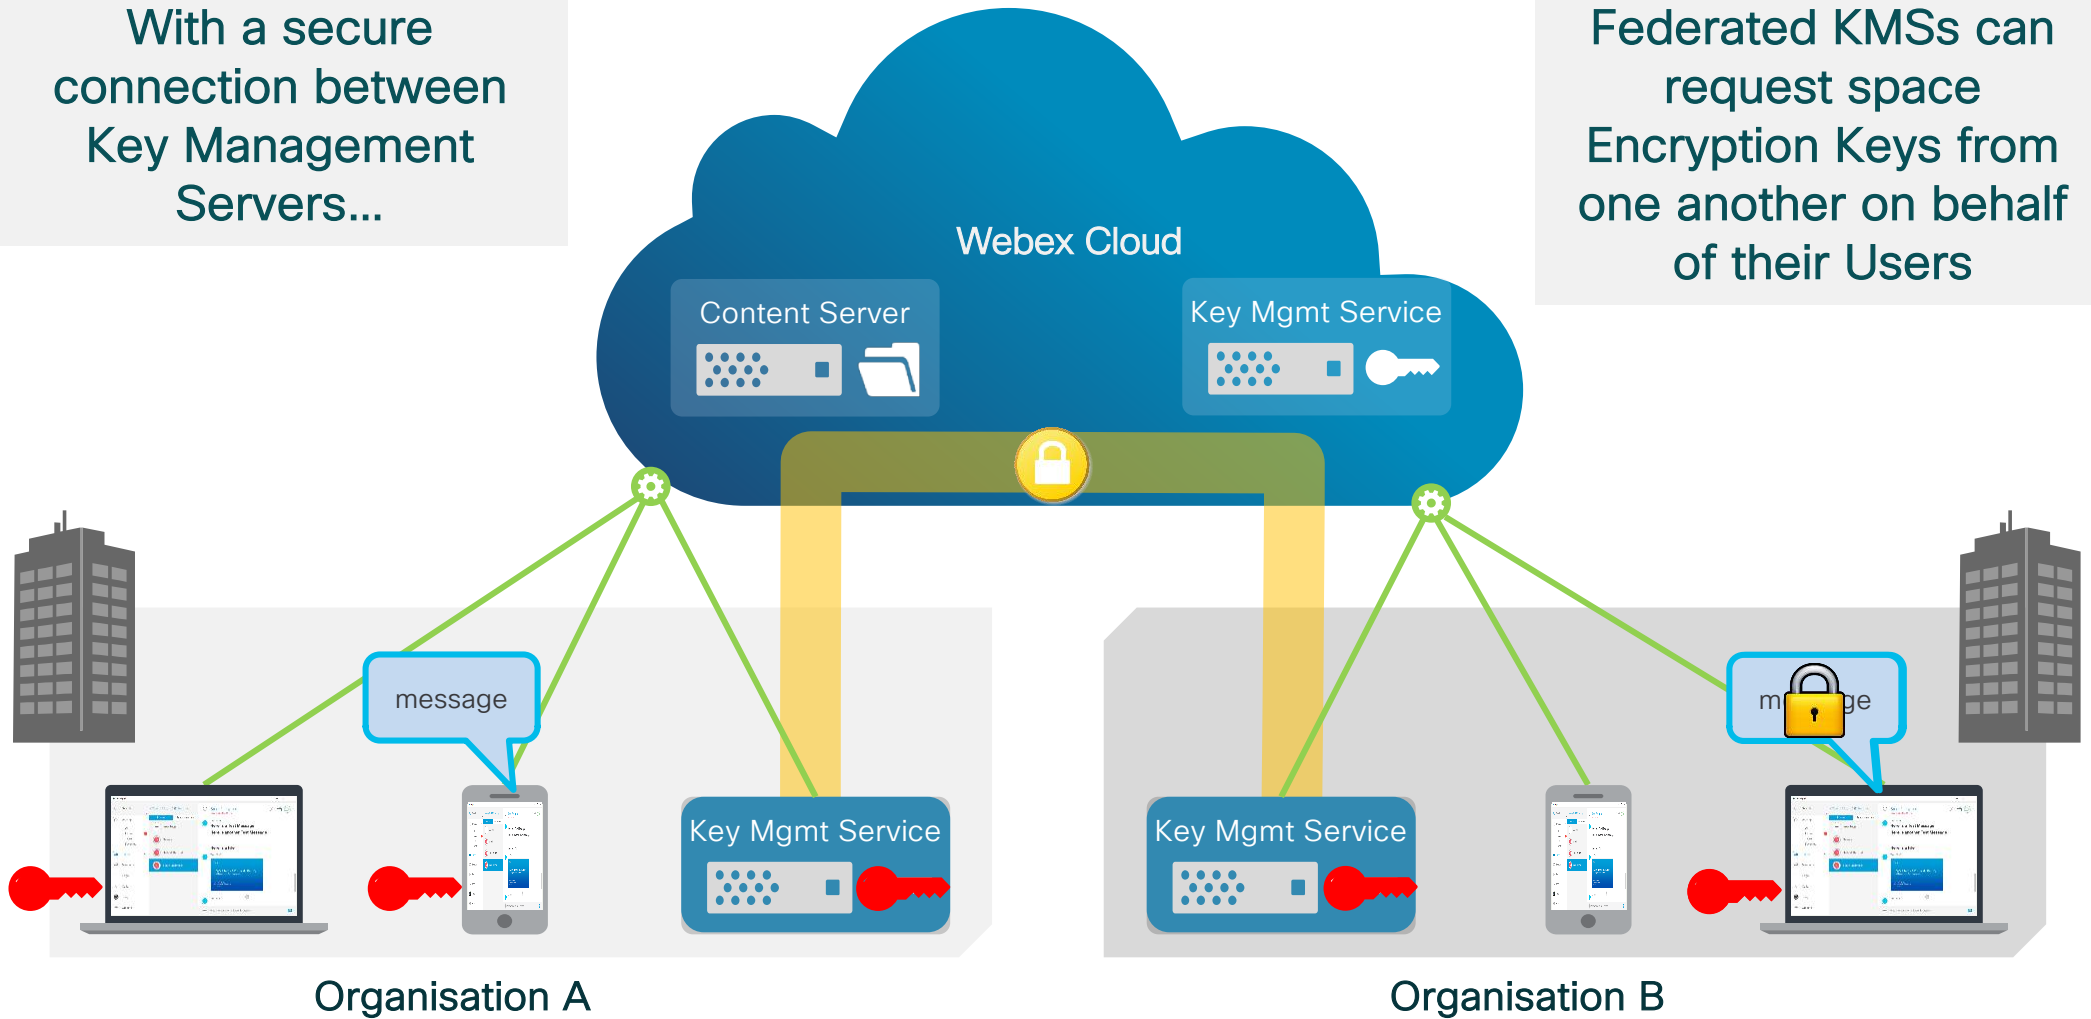 With a secure
connection between
Key Management
Servers...
Federated KMSs can
request space
Encryption Keys from
one another on behalf
of their Users
Webex Cloud
Content Server
Key Mgmt Service
message
Key Mgmt Service
Key Mgmt Service
Organisation A
Organisation B